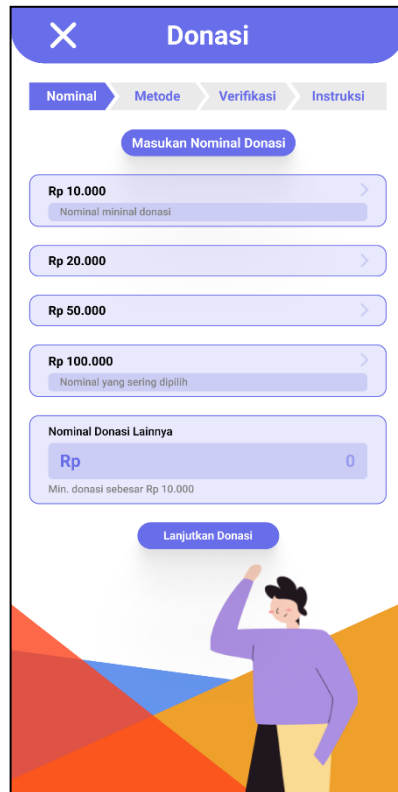 Donasi
Nominal Metode Verifikasi Instruksi
Masukan Nominal Donasi
Rp 10.000
Nominal mininal donasi
Rp 20.000
Rp 50.000
Rp 100.000
Nominal yang sering dipilih
Nominal Donasi Lainnya
Rp 0
Min. donasi sebesar Rp 10.000
Lanjutkan Donasi